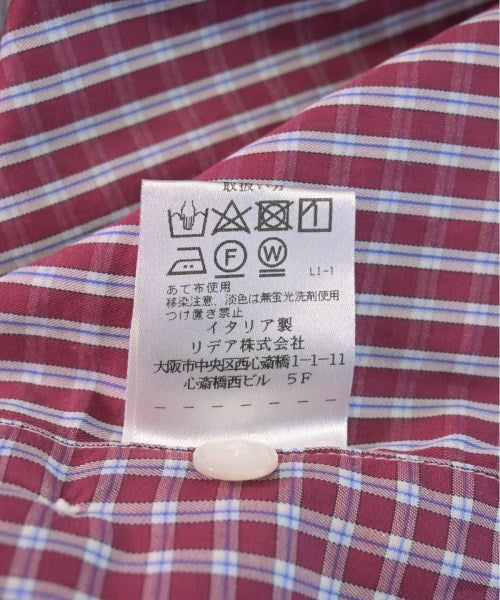 取扱い方
F W
LI-1
あて布使用
移染注意、淡色は無蛍光洗剤使用
つけ置き禁止
イタリア製
リデア株式会社
大阪市中央区西心斎橋1-1-11
心斎橋西ビル 5F